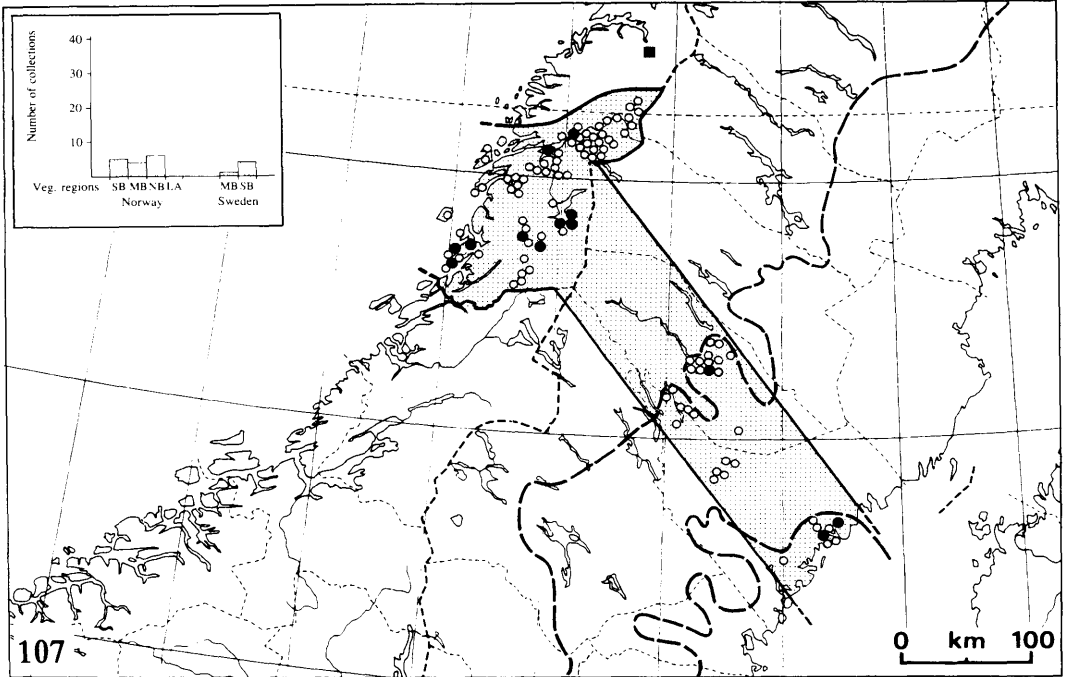 Number of collections
40
30
20
10
Veg. regions SB MB NB LA MB SB
Norway Sweden
107
0 km 100